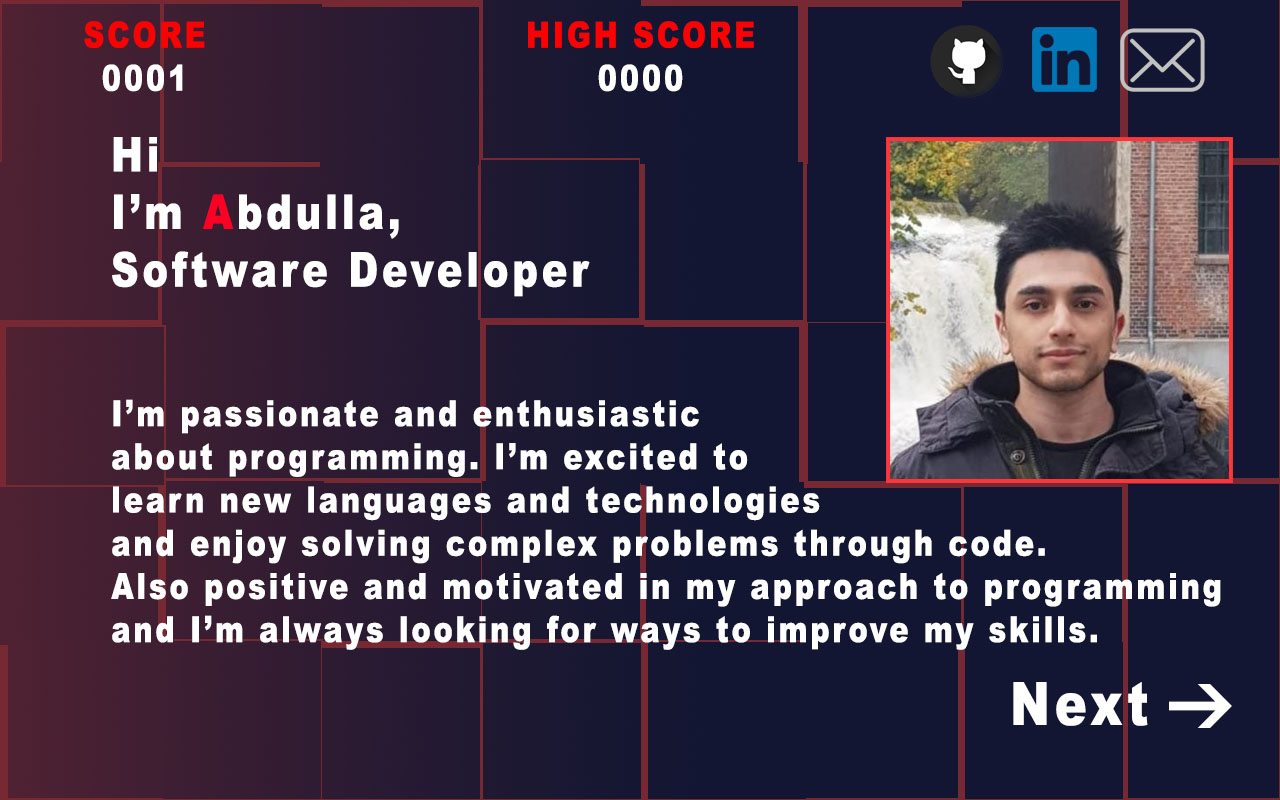 SCORE
0001
HIGH SCORE
0000
in
Hi
I’m Abdulla,
Software Developer
I’m passionate and enthusiastic
about programming. I’m excited to
learn new languages and technologies
and enjoy solving complex problems through code.
Also positive and motivated in my approach to programming
and I’m always looking for ways to improve my skills.
Next